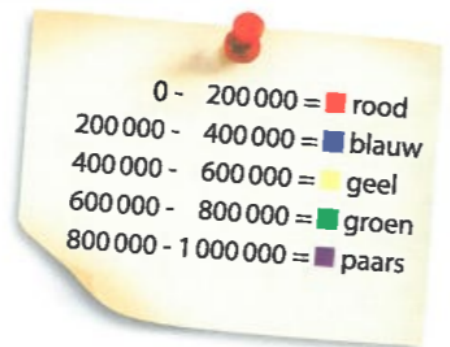 0 - 200 000 = rood
200 000 - 400 000 = blauw
400 000 - 600 000 = geel
600 000 - 800 000 = groen
800 000 - 1 000 000 = paars